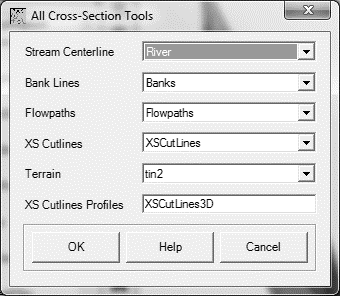 All Cross-Section Tools
Stream Centerline River
Bank Lines Banks
Flowpaths Flowpaths
XS Cutlines XSCutLines
Terrain tin2
XS Cutlines Profiles XSCutLines3D
OK Help Cancel